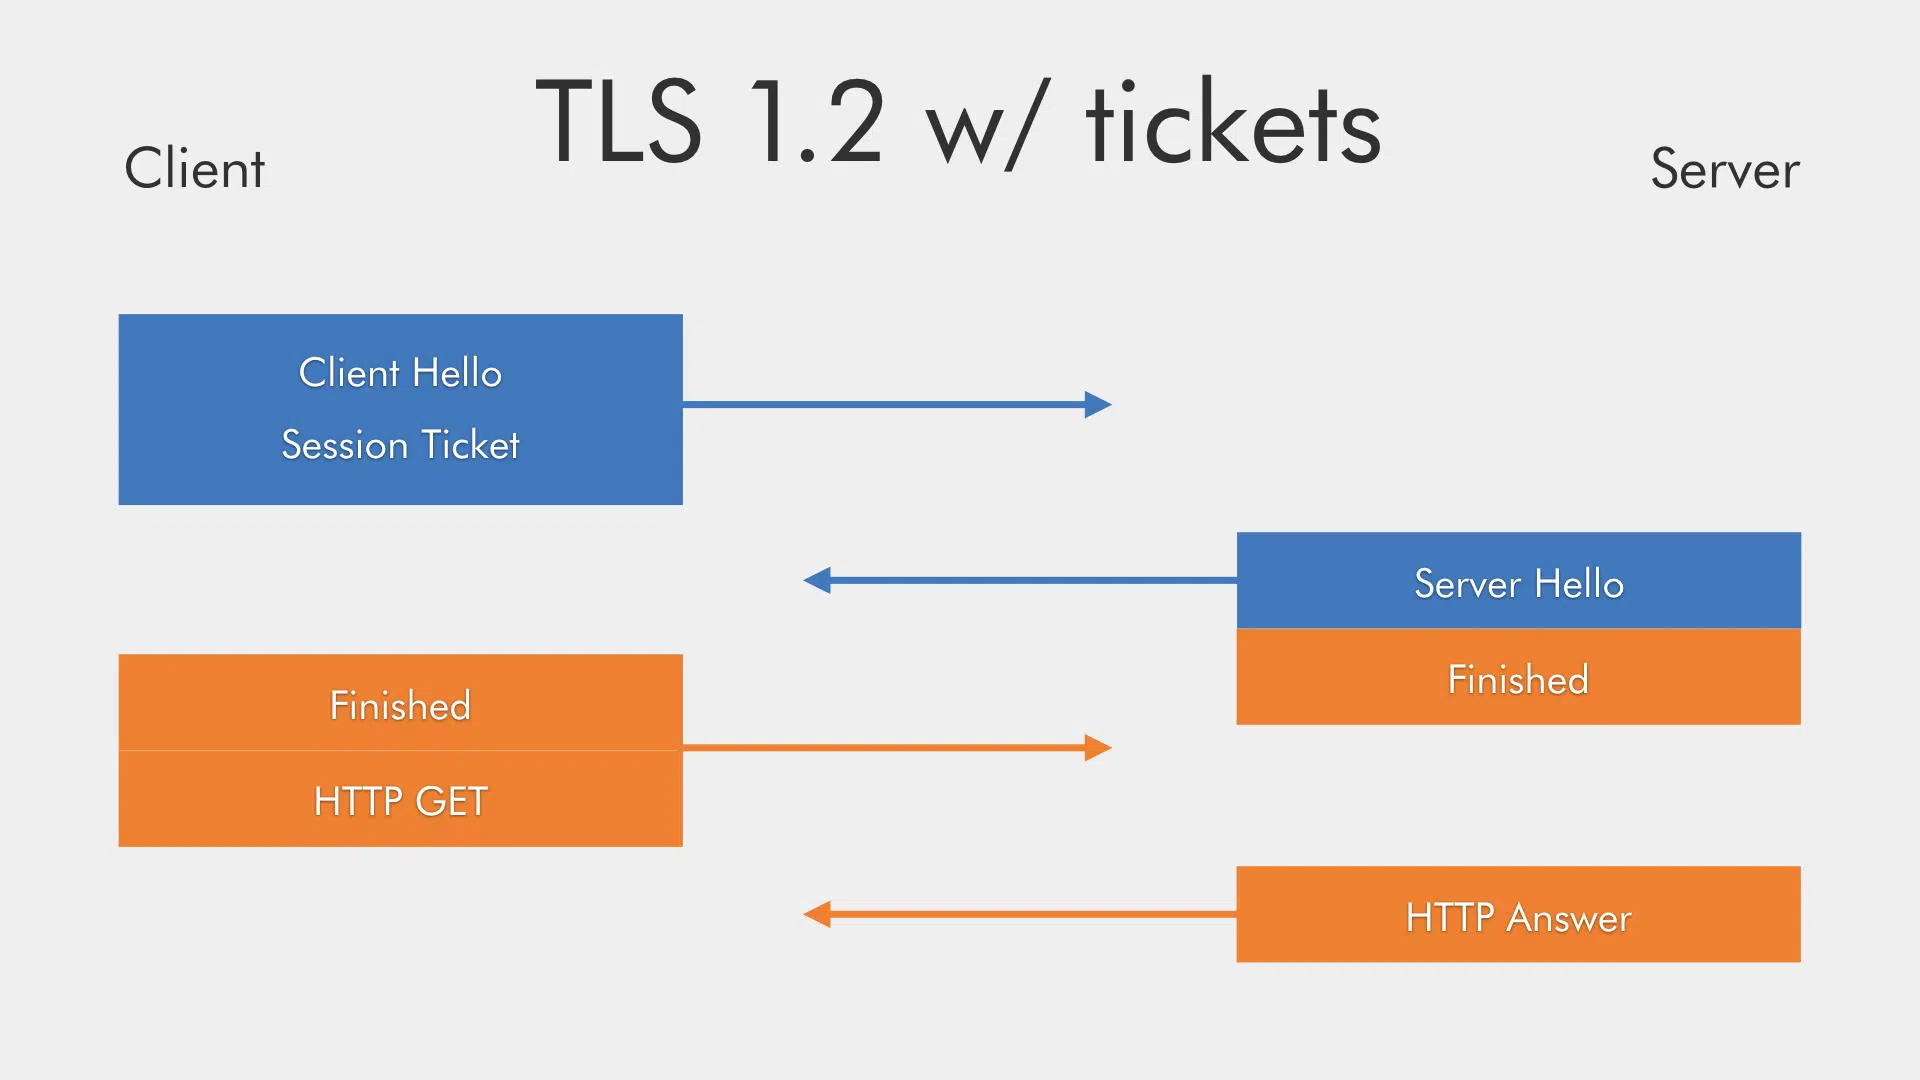 TLS 1.2 w/ tickets
Client
Server
Client Hello
Session Ticket
Server Hello
Finished
Finished
HTTP GET
HTTP Answer